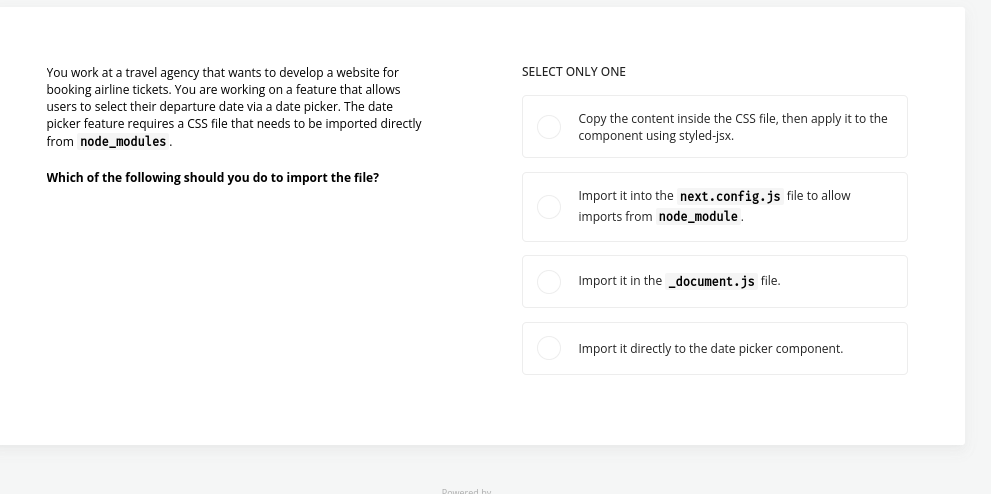 You work at a travel agency that wants to develop a website for
booking airline tickets. You are working on a feature that allows
users to select their departure date via a date picker. The date
picker feature requires a CSS file that needs to be imported directly
from node_modules.
Which of the following should you do to import the file?
SELECT ONLY ONE
Copy the content inside the CSS file, then apply it to the
component using styled-jsx.
Import it into the next.config.js file to allow
imports from node_module.
Import it in the _document.js file.
Import it directly to the date picker component.
Powered by